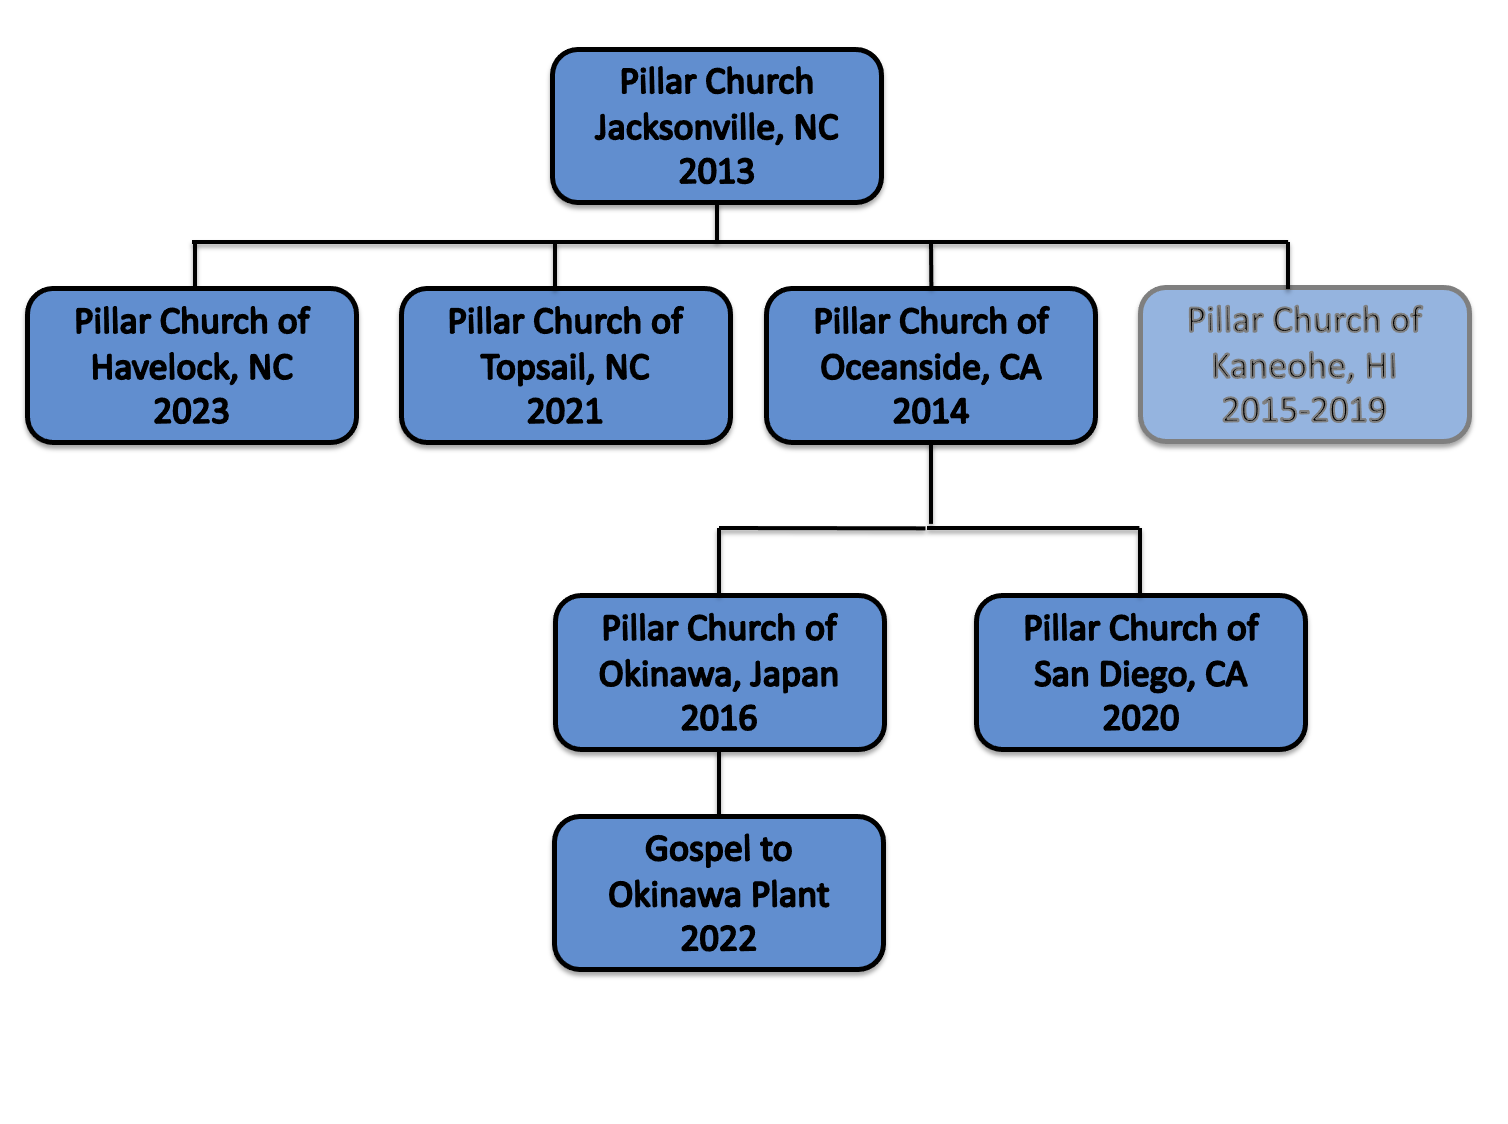 Pillar Church
Jacksonville, NC
2013
Pillar Church of
Havelock, NC
2023
Pillar Church of
Topsail, NC
2021
Pillar Church of
Oceanside, CA
2014
Pillar Church of
Kaneohe, HI
2015-2019
Pillar Church of
Okinawa, Japan
2016
Pillar Church of
San Diego, CA
2020
Gospel to
Okinawa Plant
2022